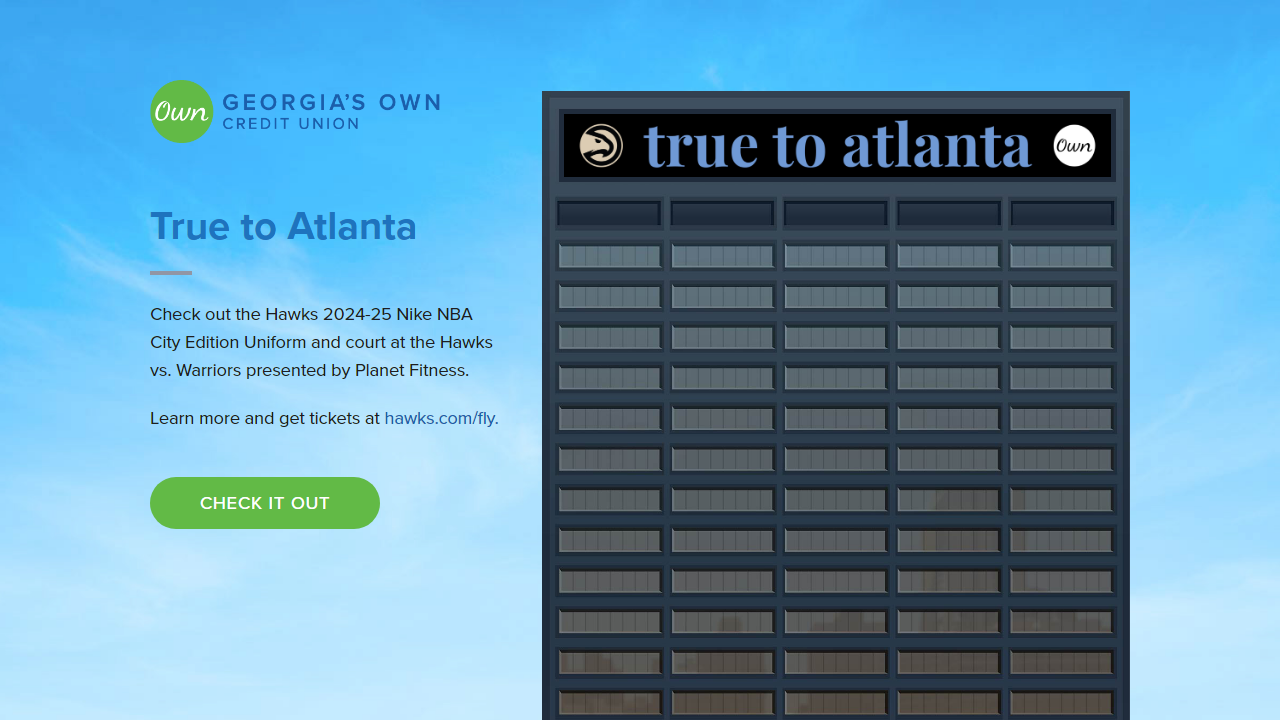 Own
GEORGIA'S OWN
CREDIT UNION
true to atlanta
Own
True to Atlanta
Check out the Hawks 2024-25 Nike NBA
City Edition Uniform and court at the Hawks
vs. Warriors presented by Planet Fitness.
Learn more and get tickets at hawks.com/fly.
CHECK IT OUT